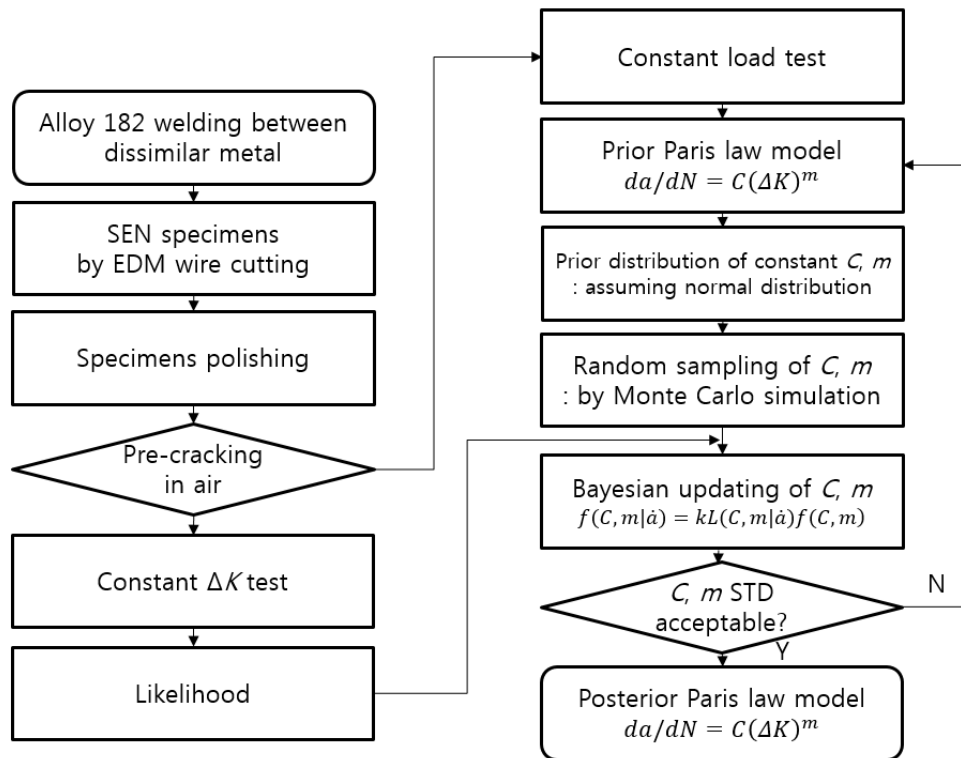 Alloy 182 welding between
dissimilar metal
SEN specimens
by EDM wire cutting
Specimens polishing
Pre-cracking
in air
Constant ΔK test
Likelihood
Constant load test
Prior Paris law model
da/dN = C(ΔK)^m
Prior distribution of constant C, m
: assuming normal distribution
Random sampling of C, m
: by Monte Carlo simulation
Bayesian updating of C, m
f(C, m|ȧ) = kL(C, m|ȧ)f(C, m)
C, m STD
acceptable?
N
Y
Posterior Paris law model
da/dN = C(ΔK)^m